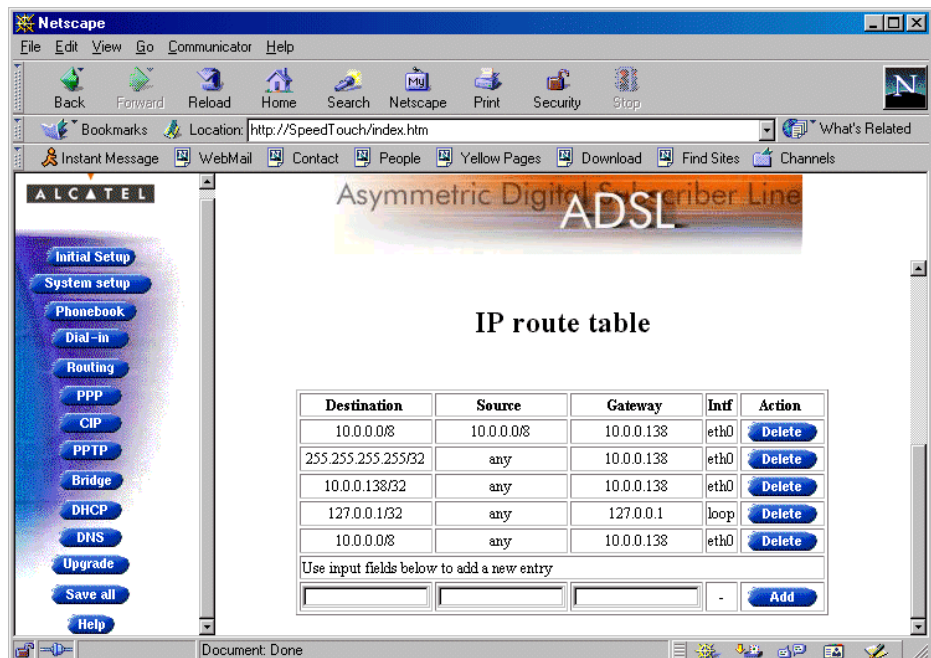 Netscape
File Edit View Go Communicator Help
Back Forward Reload Home Search Netscape Print Security Stop
My
N
Bookmarks Location: http://SpeedTouch/index.htm What's Related
Instant Message WebMail Contact People Yellow Pages Download Find Sites Channels
ALCATEL
Asymmetric Digital Subscriber Line
ADSL
Initial Setup
System setup
Phonebook
Dial-in
Routing
PPP
CIP
PPTP
Bridge
DHCP
DNS
Upgrade
Save all
Help
IP route table
Destination Source Gateway Intf Action
10.0.0.0/8 10.0.0.0/8 10.0.0.138 eth0 Delete
255.255.255.255/32 any 10.0.0.138 eth0 Delete
10.0.0.138/32 any 10.0.0.138 eth0 Delete
127.0.0.1/32 any 127.0.0.1 loop Delete
10.0.0.0/8 any 10.0.0.138 eth0 Delete
Use input fields below to add a new entry
- Add
Document: Done